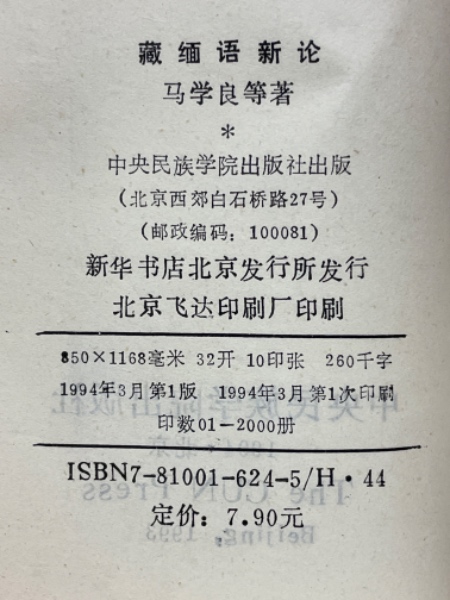 藏缅语新论
马学良等著
*
中央民族学院出版社出版
(北京西郊白石桥路27号)
(邮政编码：100081)
新华书店北京发行所发行
北京飞达印刷厂印刷
850×1168毫米 32开 10印张 260千字
1994年3月第1版 1994年3月第1次印刷
印数01-2000册
ISBN7-81001-624-5/H·44
定价：7.90元